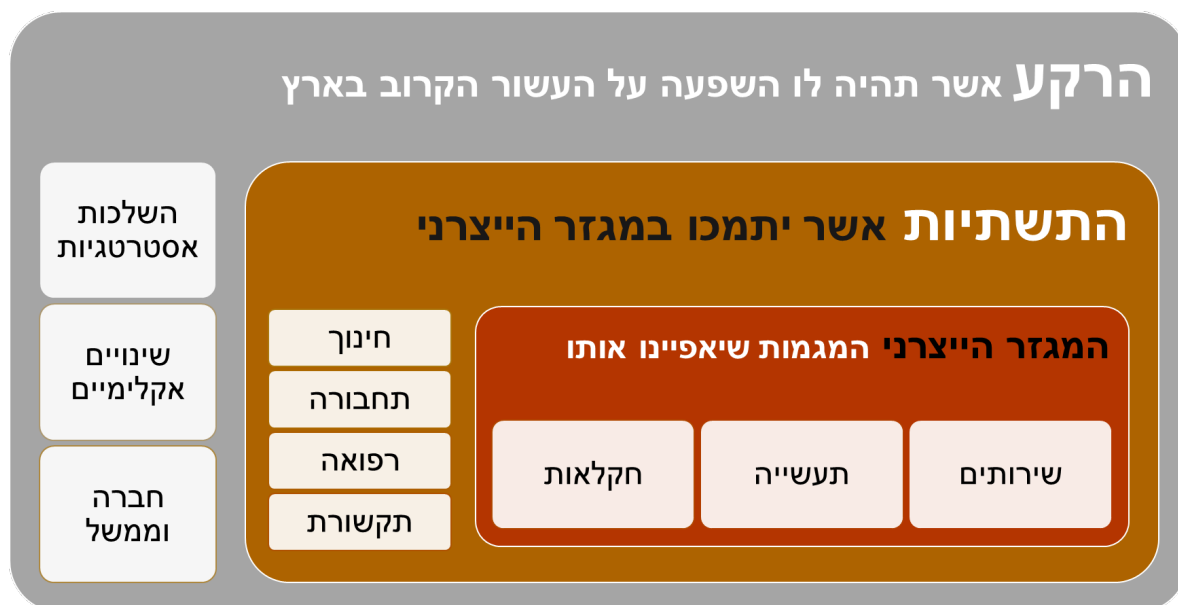 הרקע אשר תהיה לו השפעה על העשור הקרוב בארץ
התשתיות אשר יתמכו במגזר הייצרני
המגזר הייצרני המגמות שיאפיינו אותו
שירותים
תעשייה
חקלאות
חינוך
תחבורה
רפואה
תקשורת
השלכות
אסטרטגיות
שינויים
אקלימיים
חברה
וממשל